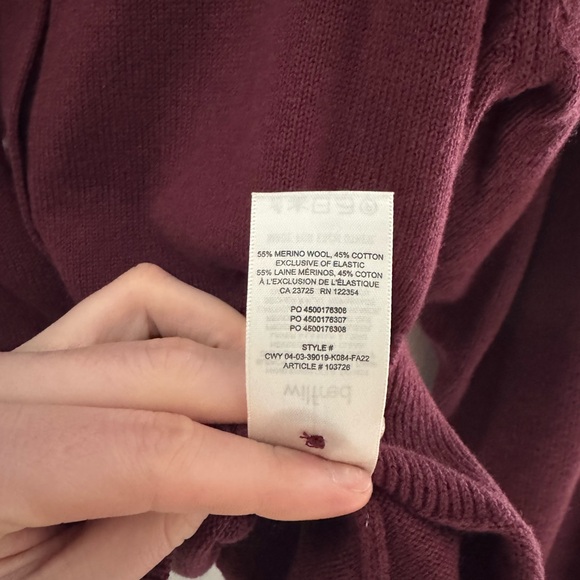 55% MERINO WOOL, 45% COTTON
EXCLUSIVE OF ELASTIC
55% LAINE MÉRINOS, 45% COTON
À L'EXCLUSION DE L'ÉLASTIQUE
CA 23725 RN 122354
PO 4500176306
PO 4500176307
PO 4500176308
STYLE #
CWY 04-03-39019-K084-FA22
ARTICLE # 103726
wilfred